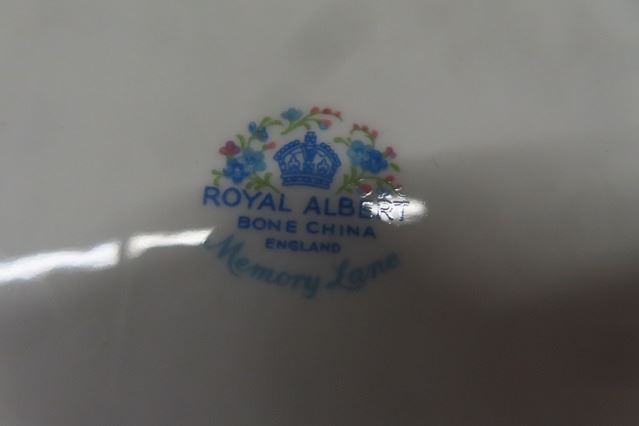 ROYAL ALBERT
BONE CHINA
ENGLAND
Memory Lane